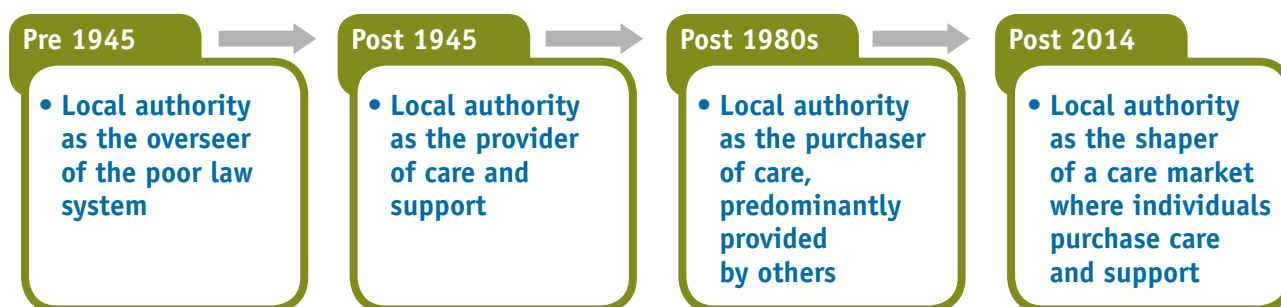 Pre 1945
• Local authority
as the overseer
of the poor law
system
Post 1945
• Local authority
as the provider
of care and
support
Post 1980s
• Local authority
as the purchaser
of care,
predominantly
provided
by others
Post 2014
• Local authority
as the shaper
of a care market
where individuals
purchase care
and support